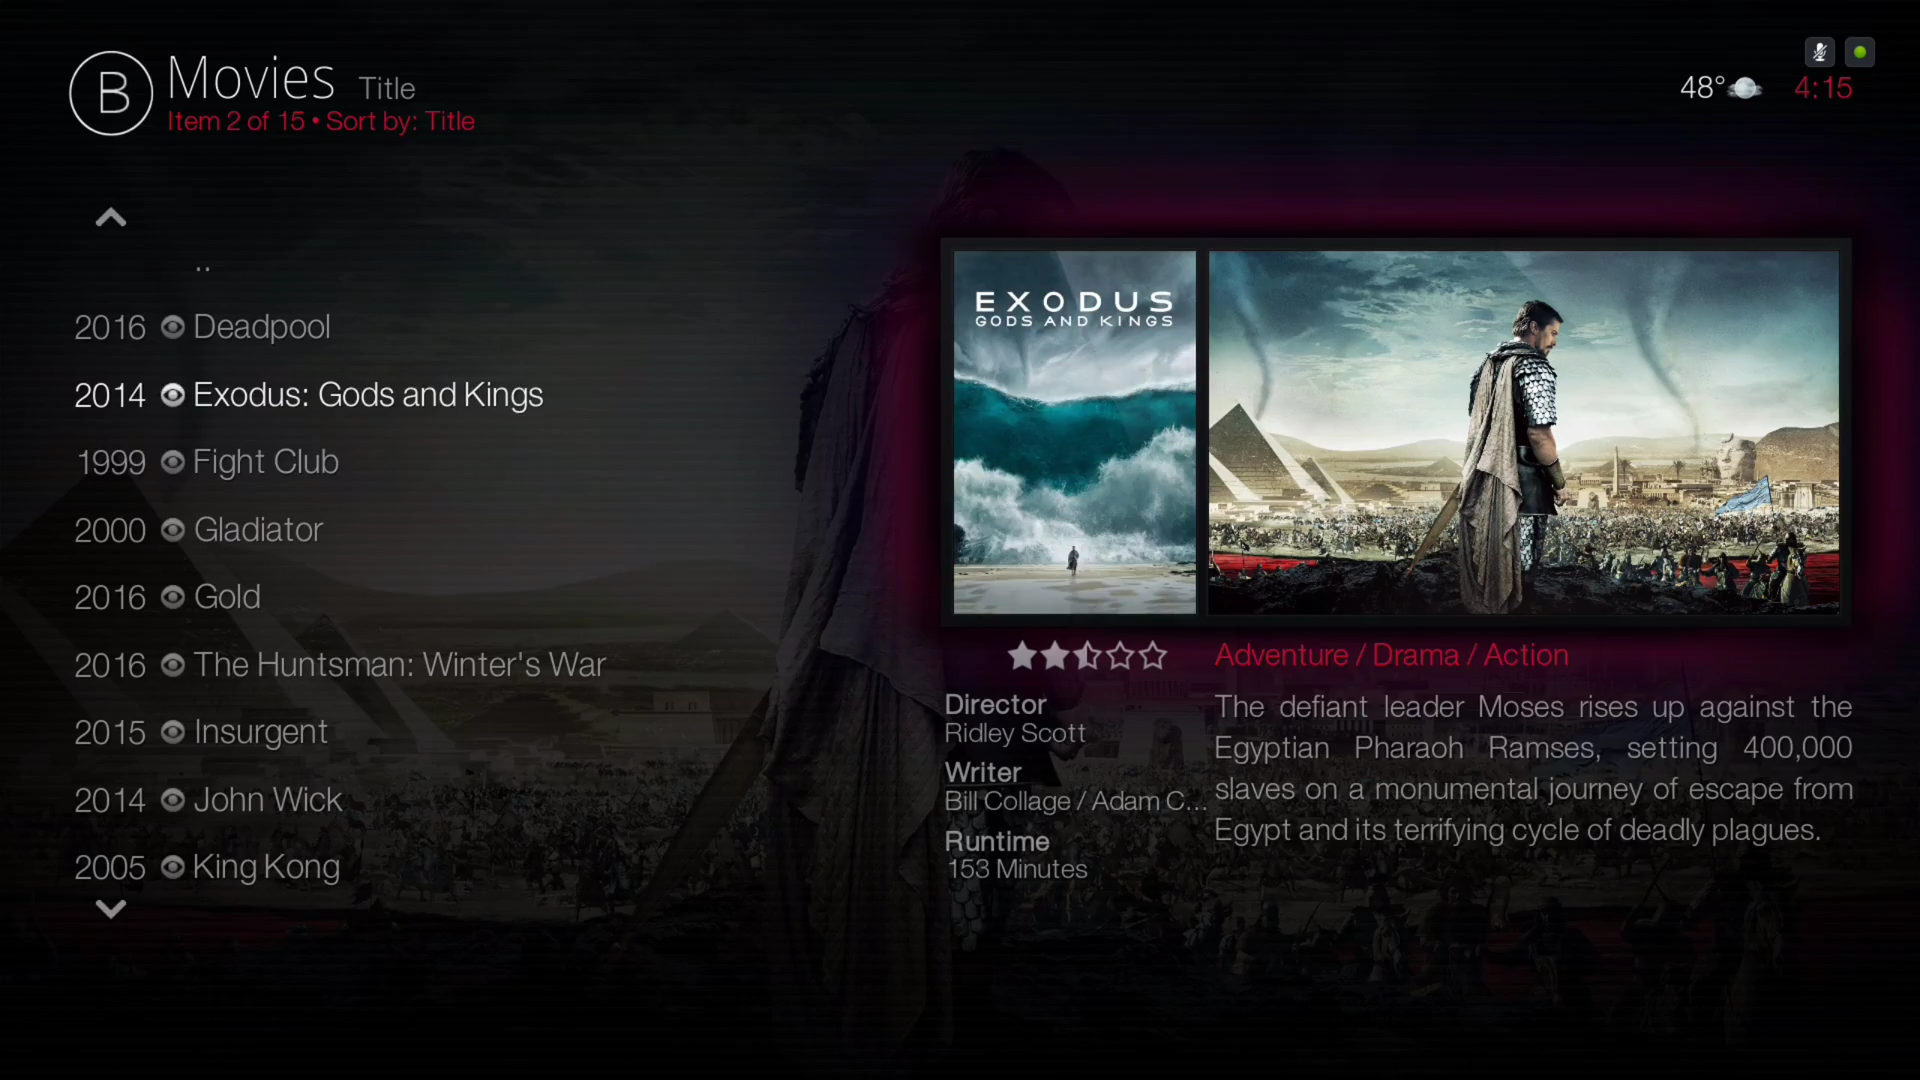 B
Movies Title
Item 2 of 15 • Sort by: Title
48°
4:15
..
2016 Deadpool
2014 Exodus: Gods and Kings
1999 Fight Club
2000 Gladiator
2016 Gold
2016 The Huntsman: Winter's War
2015 Insurgent
2014 John Wick
2005 King Kong
EXODUS
GODS AND KINGS
Adventure / Drama / Action
Director
Ridley Scott
Writer
Bill Collage / Adam C...
Runtime
153 Minutes
The defiant leader Moses rises up against the
Egyptian Pharaoh Ramses, setting 400,000
slaves on a monumental journey of escape from
Egypt and its terrifying cycle of deadly plagues.